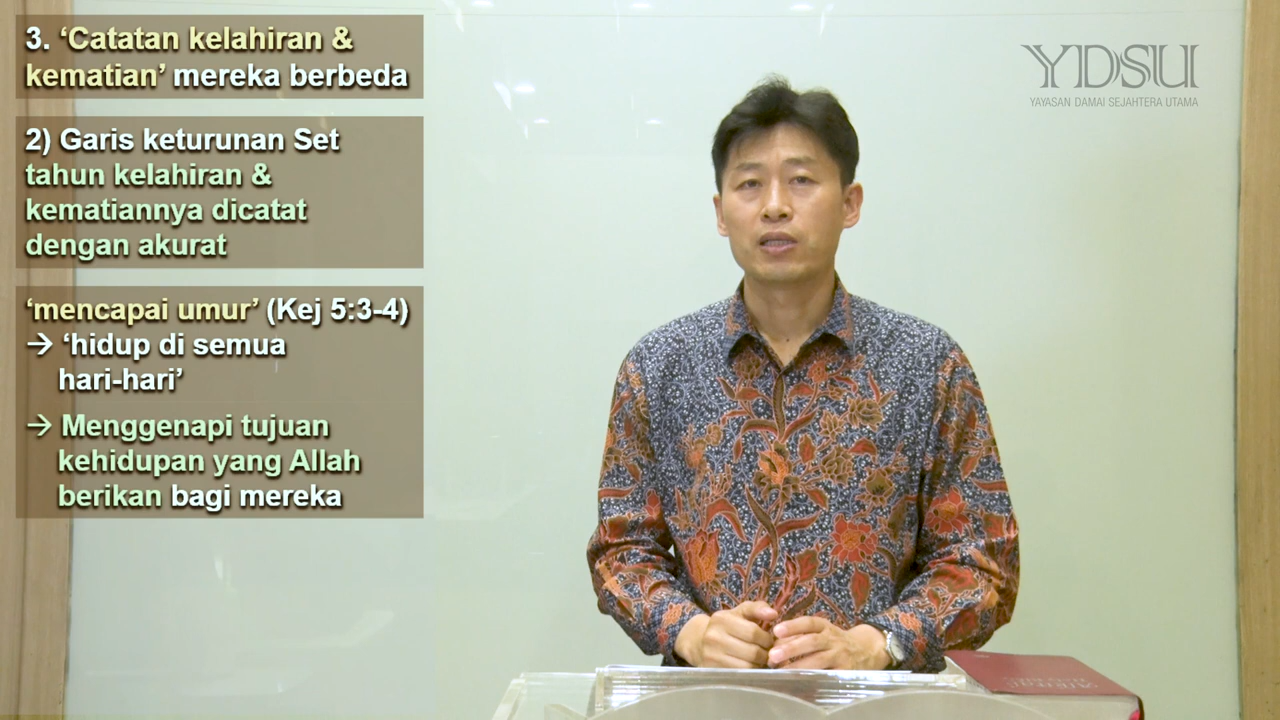 3. ‘Catatan kelahiran &
kematian’ mereka berbeda
2) Garis keturunan Set
tahun kelahiran &
kematiannya dicatat
dengan akurat
‘mencapai umur’ (Kej 5:3-4)
→ ‘hidup di semua
hari-hari’
→ Menggenapi tujuan
kehidupan yang Allah
berikan bagi mereka
YDSU
YAYASAN DAMAI SEJAHTERA UTAMA